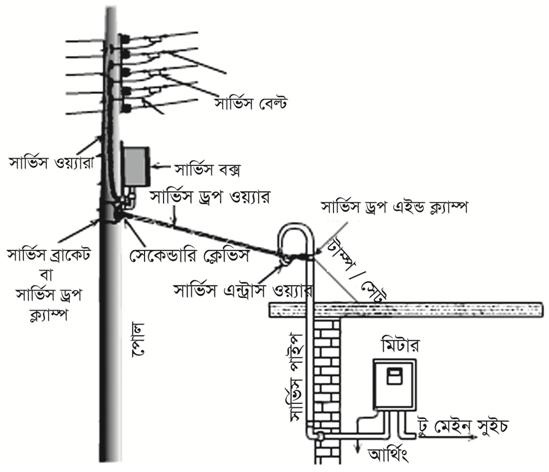 সার্ভিস বেল্ট
সার্ভিস ওয়্যারা
সার্ভিস বক্স
সার্ভিস ড্রপ ওয়্যার
সার্ভিস ড্রপ এইন্ড ক্ল্যাম্প
সার্ভিস ব্রাকেট
বা
সার্ভিস ড্রপ
ক্ল্যাম্প
সেকেন্ডারি ক্লেভিস
সার্ভিস এন্ট্রান্স ওয়্যার
টাম্প / সেট
পোল
সার্ভিস পাইপ
মিটার
টু মেইন সুইচ
আর্থিং